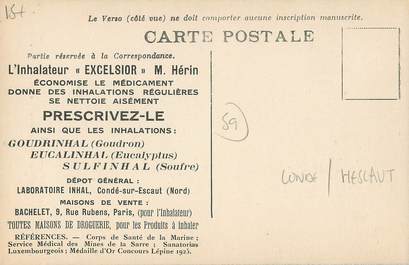 15+
Le Verso (côté vue) ne doit comporter aucune inscription manuscrite.
CARTE POSTALE
Partie réservée à la Correspondance.
L'Inhalateur « EXCELSIOR » M. Hérin
ÉCONOMISE LE MÉDICAMENT
DONNE DES INHALATIONS RÉGULIÈRES
SE NETTOIE AISÉMENT
PRESCRIVEZ-LE
AINSI QUE LES INHALATIONS :
GOUDRINHAL (Goudron)
EUCALINHAL (Eucalyptus)
SULFINHAL (Soufre)
DÉPOT GÉNÉRAL :
LABORATOIRE INHAL, Condé-sur-Escaut (Nord)
MAISONS DE VENTE :
BACHELET, 9, Rue Rubens, Paris, (pour l'Inhalateur)
TOUTES MAISONS DE DROGUERIE, pour les Produits à inhaler
RÉFÉRENCES. — Corps de Santé de la Marine ;
Service Médical des Mines de la Sarre ; Sanatorias
Luxembourgeois ; Médaille d'Or Concours Lépine 1925.
59
CONDE / HESCAUT